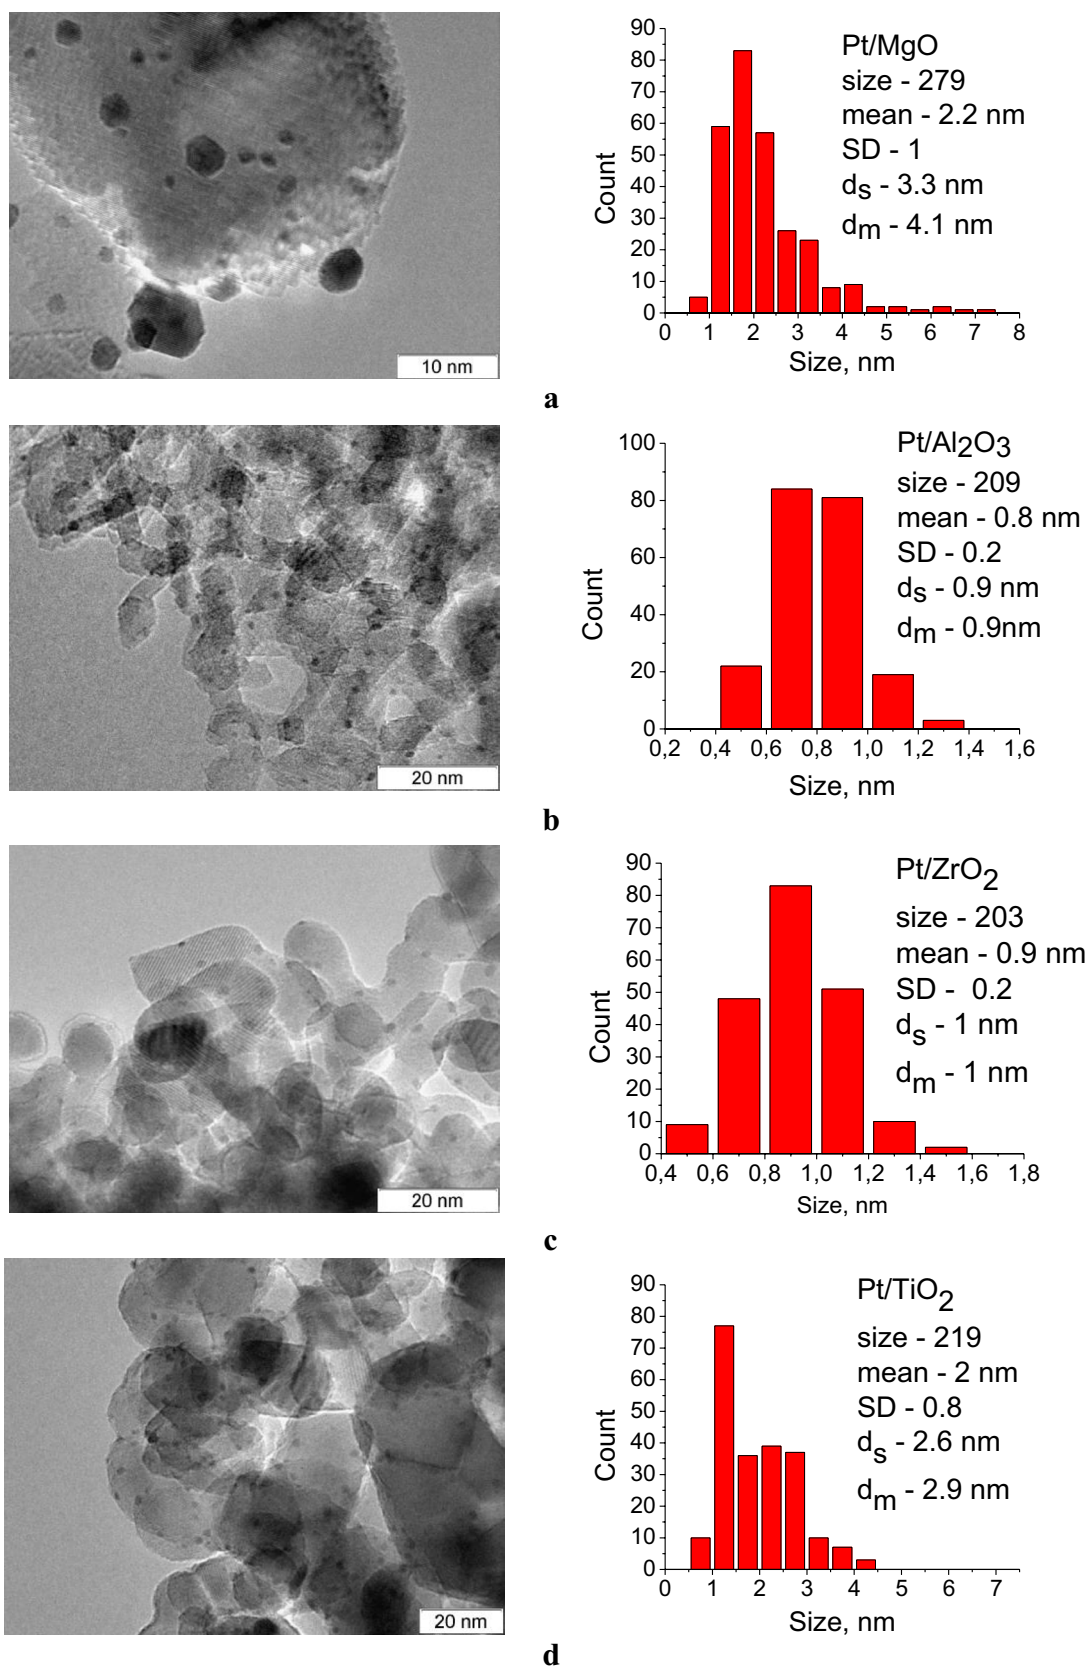 10 nm
90
80
70
60
50
40
30
20
10
0
Count
0 1 2 3 4 5 6 7 8
Size, nm
Pt/MgO
size - 279
mean - 2.2 nm
SD - 1
ds - 3.3 nm
dm - 4.1 nm
a
20 nm
100
80
60
40
20
0
Count
0,2 0,4 0,6 0,8 1,0 1,2 1,4 1,6
Size, nm
Pt/Al2O3
size - 209
mean - 0.8 nm
SD - 0.2
ds - 0.9 nm
dm - 0.9nm
b
20 nm
90
80
70
60
50
40
30
20
10
0
Count
0,4 0,6 0,8 1,0 1,2 1,4 1,6 1,8
Size, nm
Pt/ZrO2
size - 203
mean - 0.9 nm
SD - 0.2
ds - 1 nm
dm - 1 nm
c
20 nm
90
80
70
60
50
40
30
20
10
0
Count
0 1 2 3 4 5 6 7
Size, nm
Pt/TiO2
size - 219
mean - 2 nm
SD - 0.8
ds - 2.6 nm
dm - 2.9 nm
d